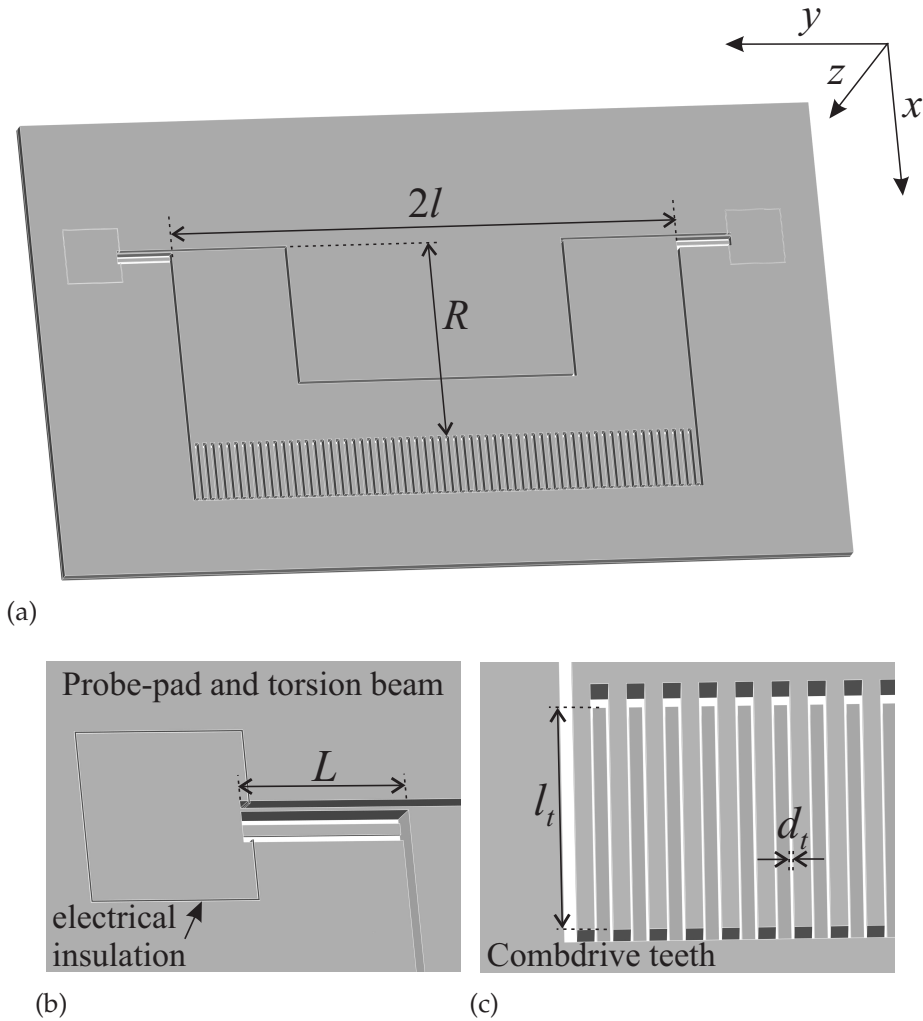 y
z
x
2l
R
(a)
Probe-pad and torsion beam
L
electrical
insulation
(b)
l_t
d_t
Combdrive teeth
(c)